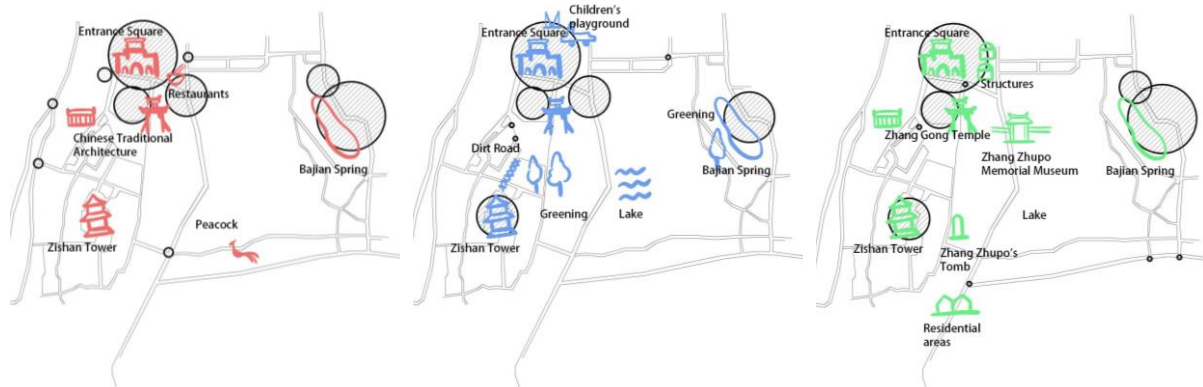 Entrance Square
Restaurants
Chinese Traditional
Architecture
Bajian Spring
Peacock
Zishan Tower
Children's
playground
Entrance Square
Greening
Dirt Road
Bajian Spring
Greening
Lake
Zishan Tower
Entrance Square
Structures
Zhang Gong Temple
Zhang Zhupo
Memorial Museum
Bajian Spring
Lake
Zishan Tower
Zhang Zhupo's
Tomb
Residential
areas